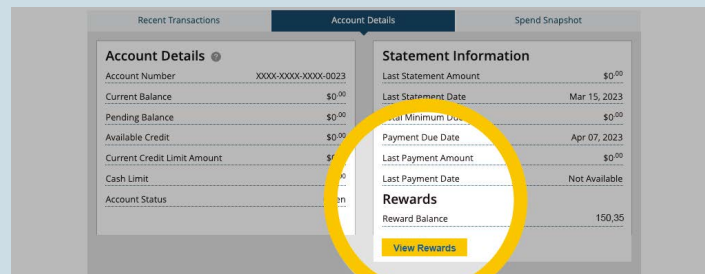 Recent Transactions
Account Details
Spend Snapshot
Account Details
Account Number XXXX-XXXX-XXXX-0023
Current Balance $0.00
Pending Balance $0.00
Available Credit $0.00
Current Credit Limit Amount
Cash Limit
Account Status
Statement Information
Last Statement Amount $0.00
Last Statement Date Mar 15, 2023
Minimum $0.00
Payment Due Date Apr 07, 2023
Last Payment Amount $0.00
Last Payment Date Not Available
Rewards
Reward Balance 150,35
View Rewards